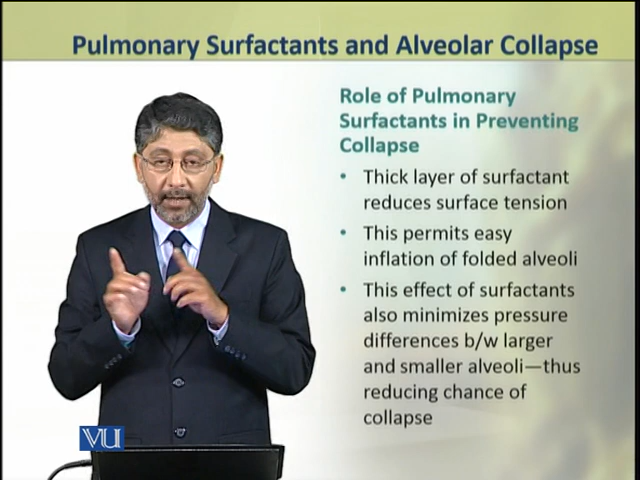 Pulmonary Surfactants and Alveolar Collapse
Role of Pulmonary
Surfactants in Preventing
Collapse
• Thick layer of surfactant
reduces surface tension
• This permits easy
inflation of folded alveoli
• This effect of surfactants
also minimizes pressure
differences b/w larger
and smaller alveoli—thus
reducing chance of
collapse
VU